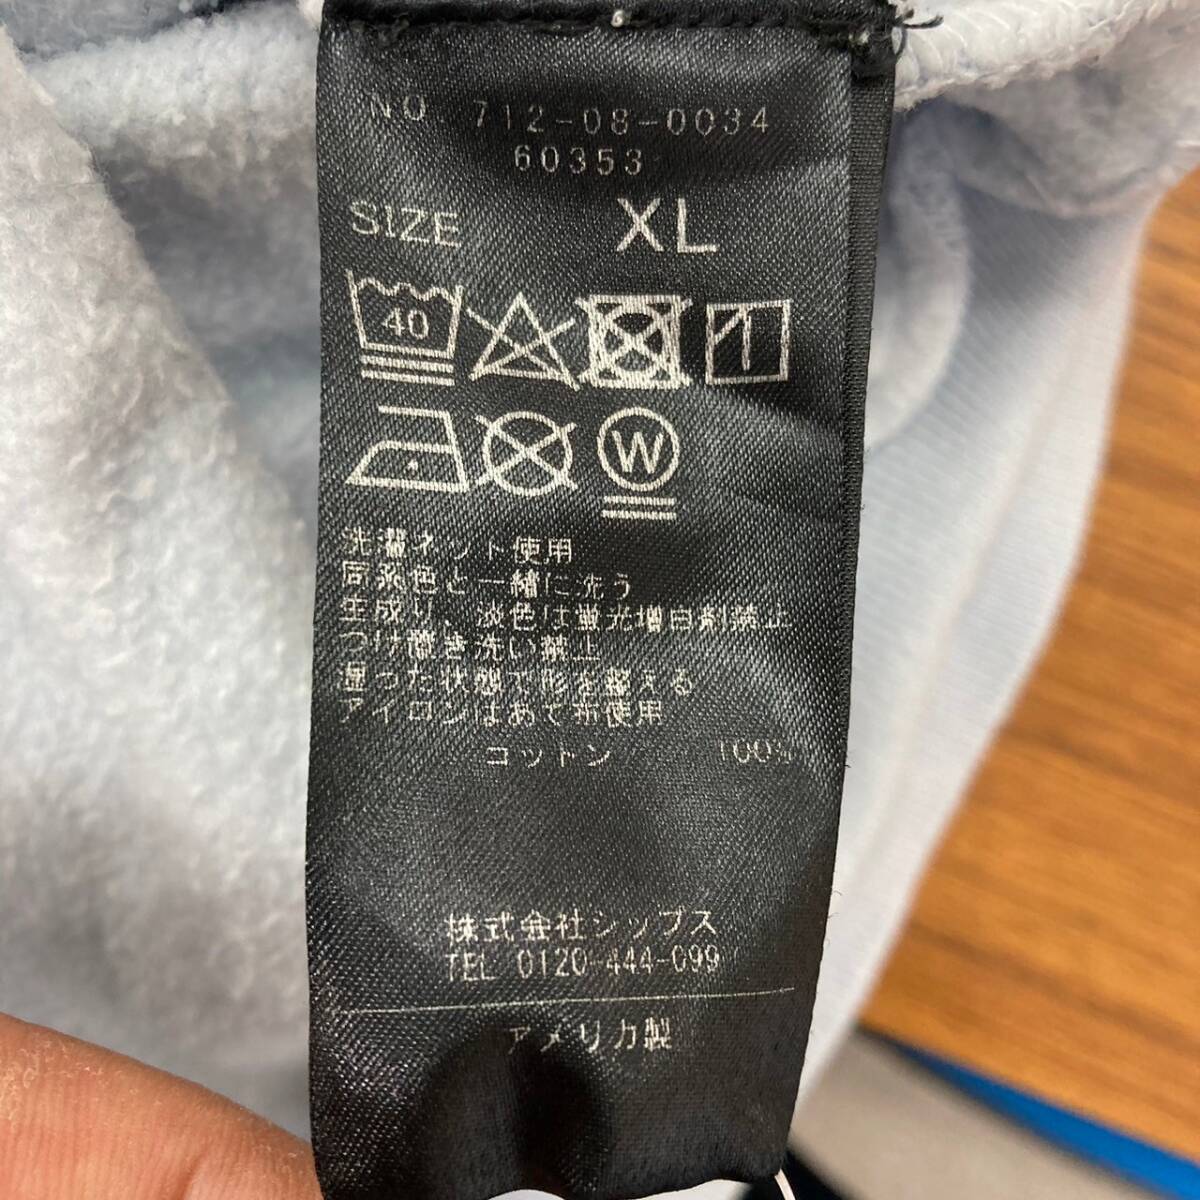 NO. 712-08-0034
60353
SIZE XL
40
W
洗濯ネット使用
同系色と一緒に洗う
生成り、淡色は蛍光増白剤禁止
つけ置き洗い禁止
湿った状態で形を整える
アイロンはあて布使用
コットン 100%
株式会社シップス
TEL 0120-444-099
アメリカ製